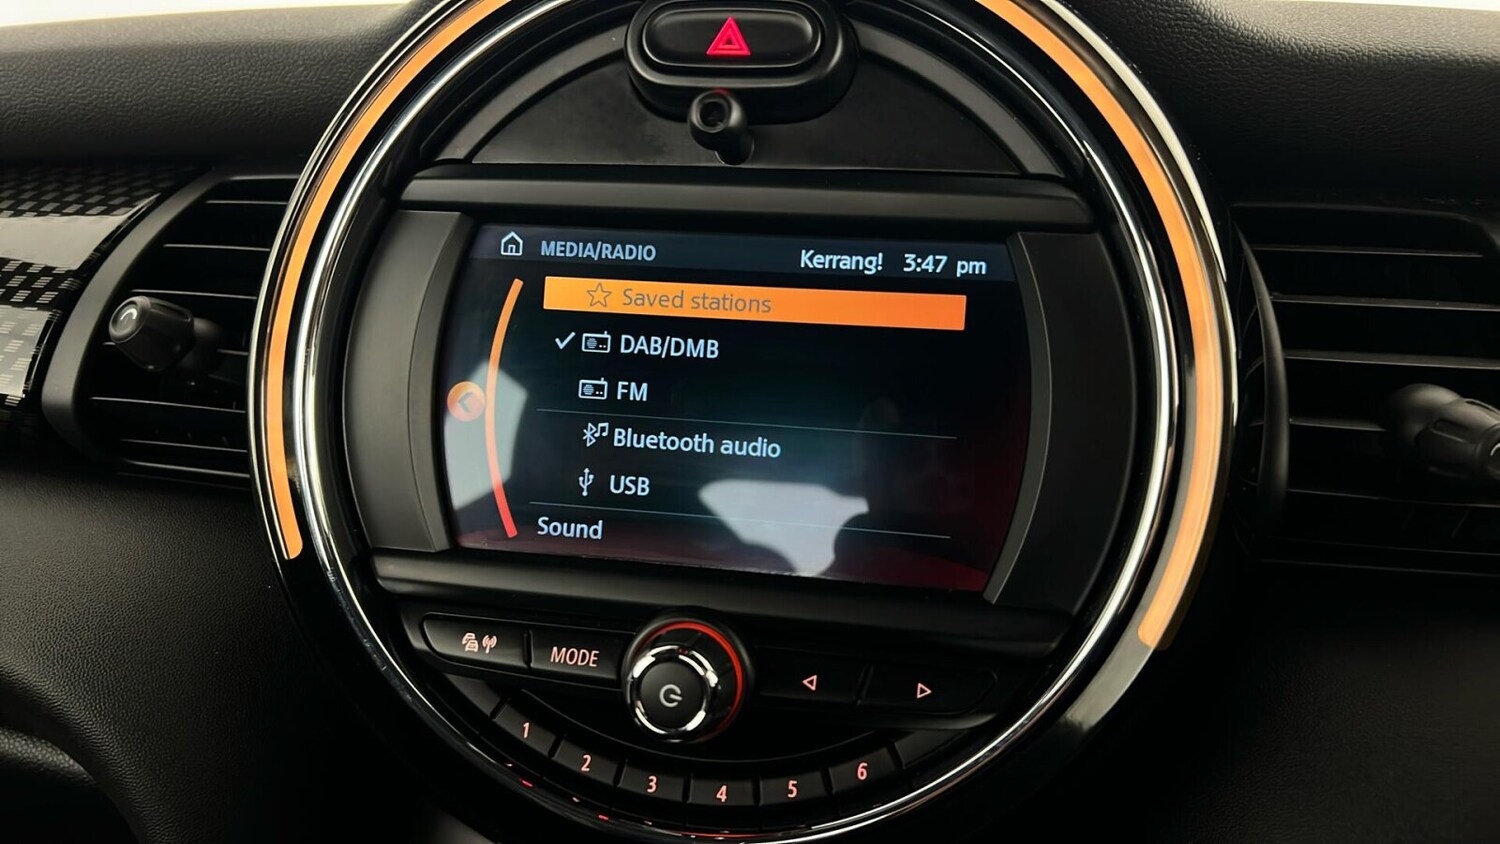 MEDIA/RADIO Kerrang! 3:47 pm
Saved stations
DAB/DMB
FM
Bluetooth audio
USB
Sound
MODE
1 2 3 4 5 6